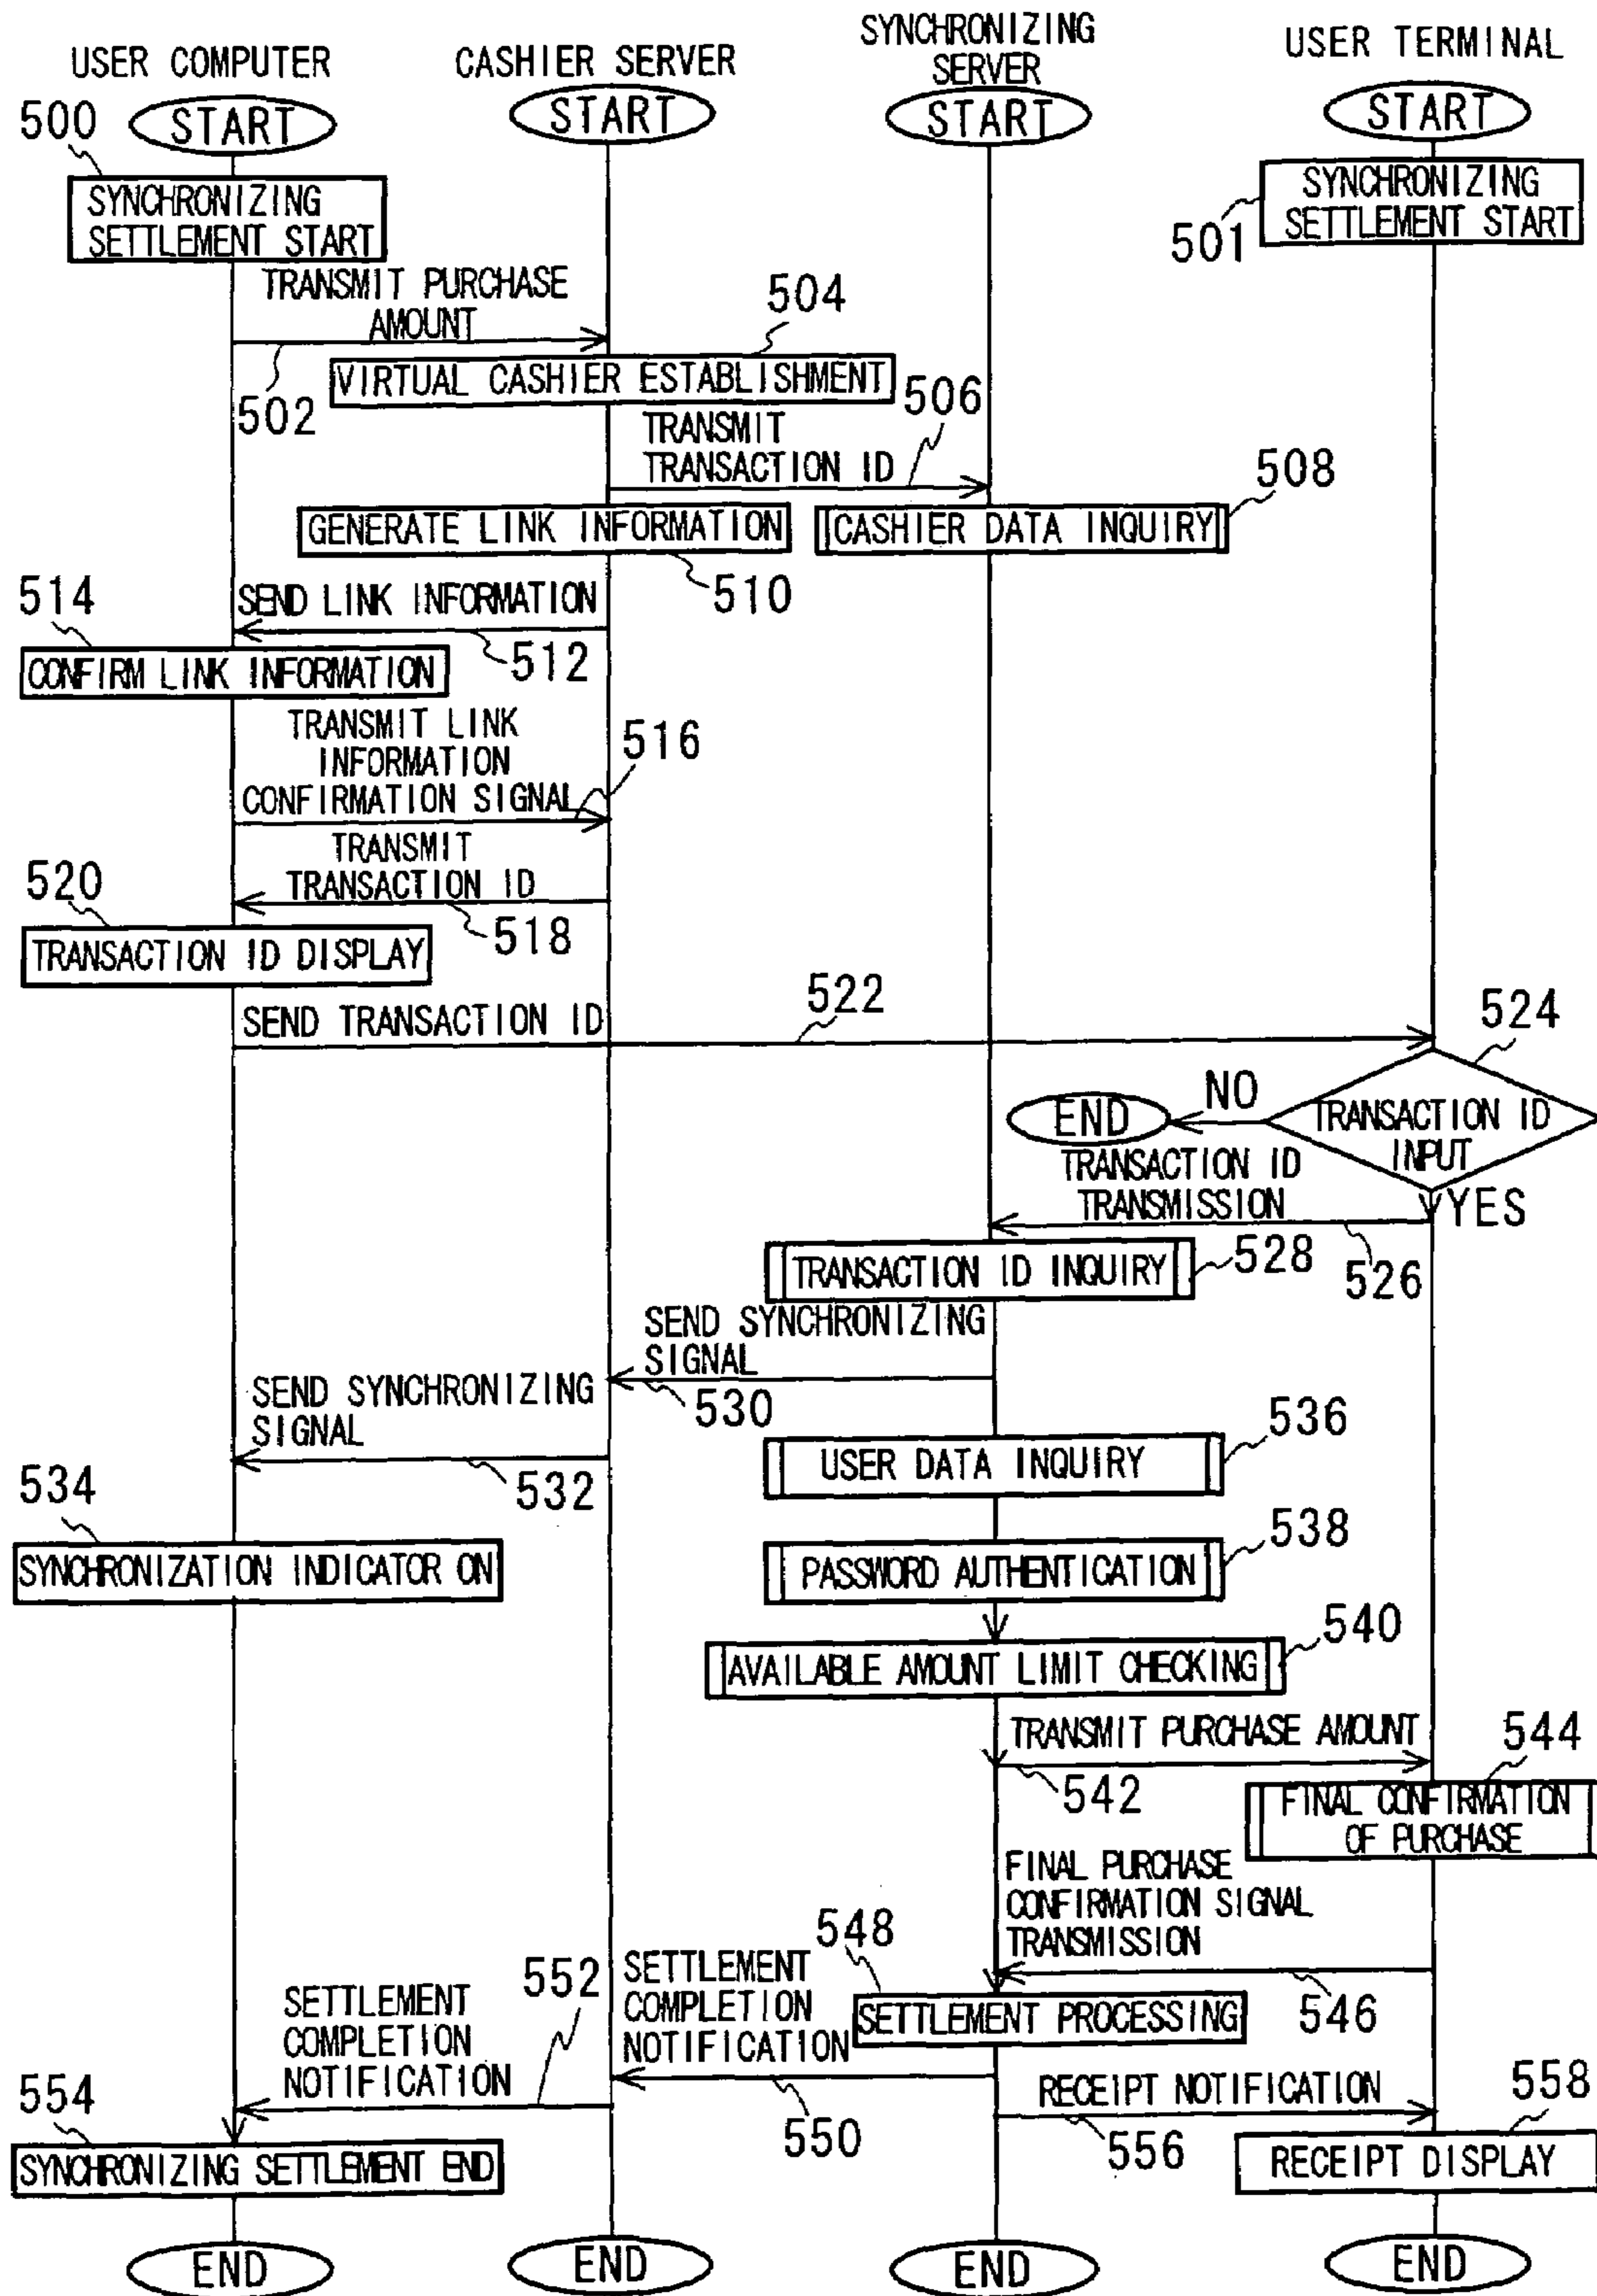 USER COMPUTER
CASHIER SERVER
SYNCHRONIZING
SERVER
USER TERMINAL
START
START
START
START
500
SYNCHRONIZING
SETTLEMENT START
SYNCHRONIZING
SETTLEMENT START
501
TRANSMIT PURCHASE
AMOUNT
502
504
VIRTUAL CASHIER ESTABLISHMENT
TRANSMIT
TRANSACTION ID
506
508
GENERATE LINK INFORMATION
CASHIER DATA INQUIRY
510
SEND LINK INFORMATION
512
514
CONFIRM LINK INFORMATION
TRANSMIT LINK
INFORMATION
CONFIRMATION SIGNAL
516
TRANSMIT
TRANSACTION ID
518
520
TRANSACTION ID DISPLAY
SEND TRANSACTION ID
522
524
TRANSACTION ID
INPUT
NO
END
YES
TRANSACTION ID
TRANSMISSION
526
TRANSACTION ID INQUIRY
528
SEND SYNCHRONIZING
SIGNAL
530
SEND SYNCHRONIZING
SIGNAL
532
534
SYNCHRONIZATION INDICATOR ON
USER DATA INQUIRY
536
PASSWORD AUTHENTICATION
538
AVAILABLE AMOUNT LIMIT CHECKING
540
TRANSMIT PURCHASE AMOUNT
542
544
FINAL CONFIRMATION
OF PURCHASE
FINAL PURCHASE
CONFIRMATION SIGNAL
TRANSMISSION
546
548
SETTLEMENT PROCESSING
SETTLEMENT
COMPLETION
NOTIFICATION
550
SETTLEMENT
COMPLETION
NOTIFICATION
552
554
SYNCHRONIZING SETTLEMENT END
RECEIPT NOTIFICATION
556
558
RECEIPT DISPLAY
END
END
END
END